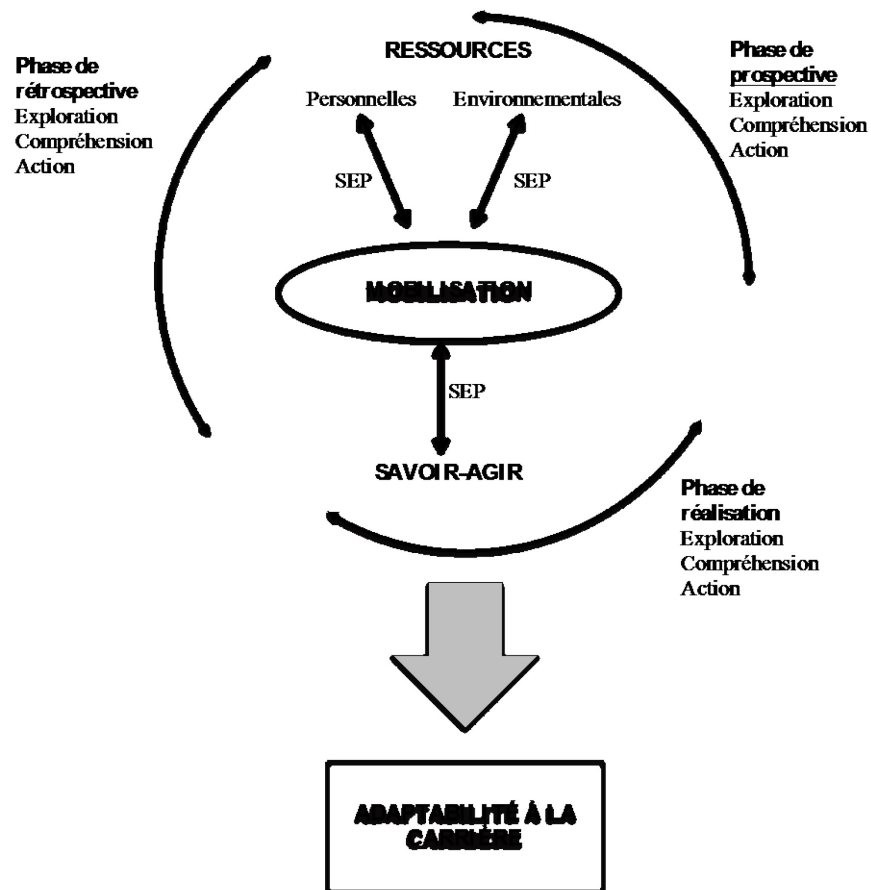 RESSOURCES
Personnelles
Environnementales
Phase de
rétrospective
Exploration
Compréhension
Action
Phase de
prospective
Exploration
Compréhension
Action
SEP
SEP
MOBILISATION
SEP
SAVOIR-AGIR
Phase de
réalisation
Exploration
Compréhension
Action
ADAPTABILITÉ À LA
CARRIÈRE